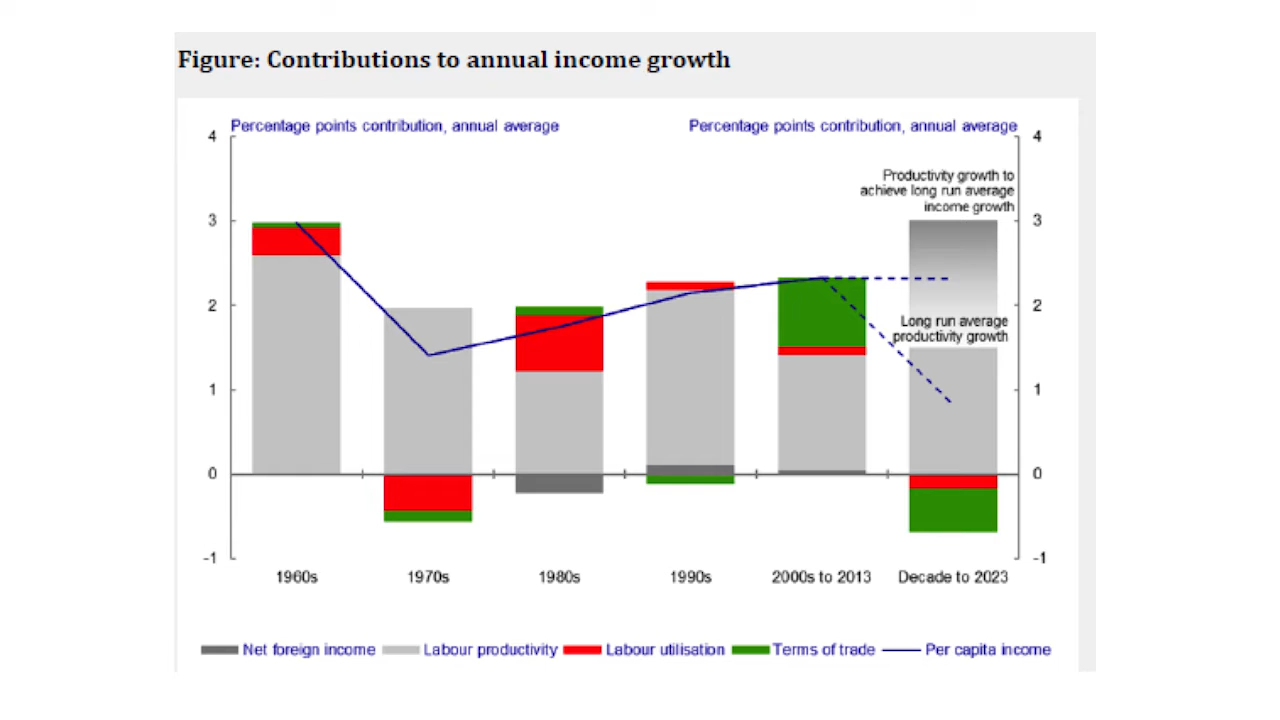 Figure: Contributions to annual income growth
Percentage points contribution, annual average
Percentage points contribution, annual average
4
4
Productivity growth to
achieve long run average
income growth
3
3
2
2
Long run average
productivity growth
1
1
0
0
-1
-1
1960s
1970s
1980s
1990s
2000s to 2013
Decade to 2023
Net foreign income
Labour productivity
Labour utilisation
Terms of trade
Per capita income